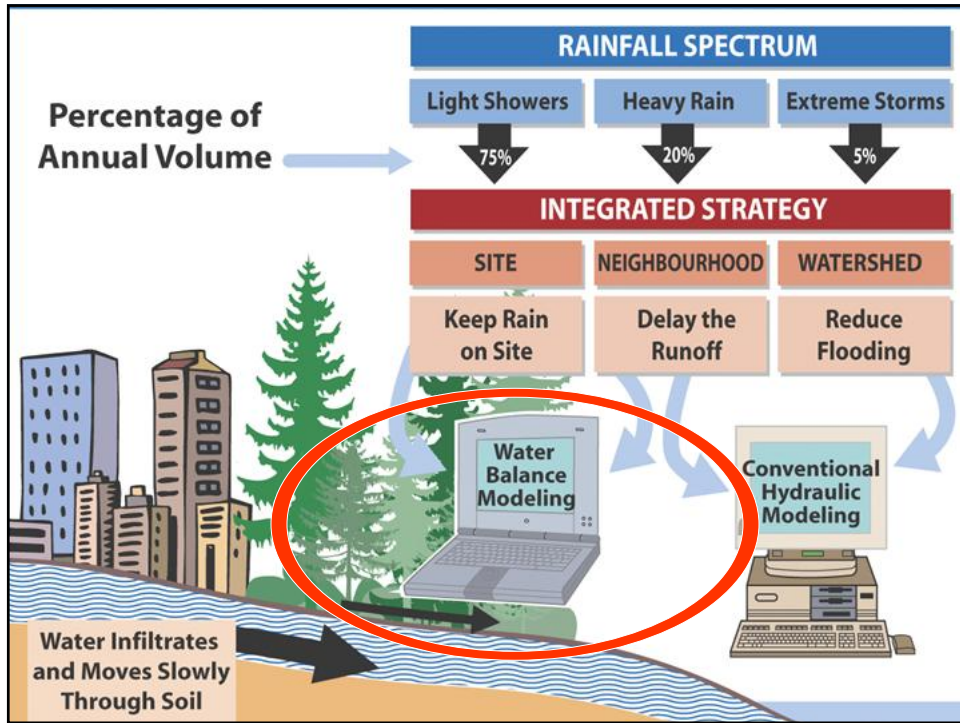 RAINFALL SPECTRUM
Light Showers
Heavy Rain
Extreme Storms
Percentage of
Annual Volume
75%
20%
5%
INTEGRATED STRATEGY
SITE
NEIGHBOURHOOD
WATERSHED
Keep Rain
on Site
Delay the
Runoff
Reduce
Flooding
Water
Balance
Modeling
Conventional
Hydraulic
Modeling
Water Infiltrates
and Moves Slowly
Through Soil